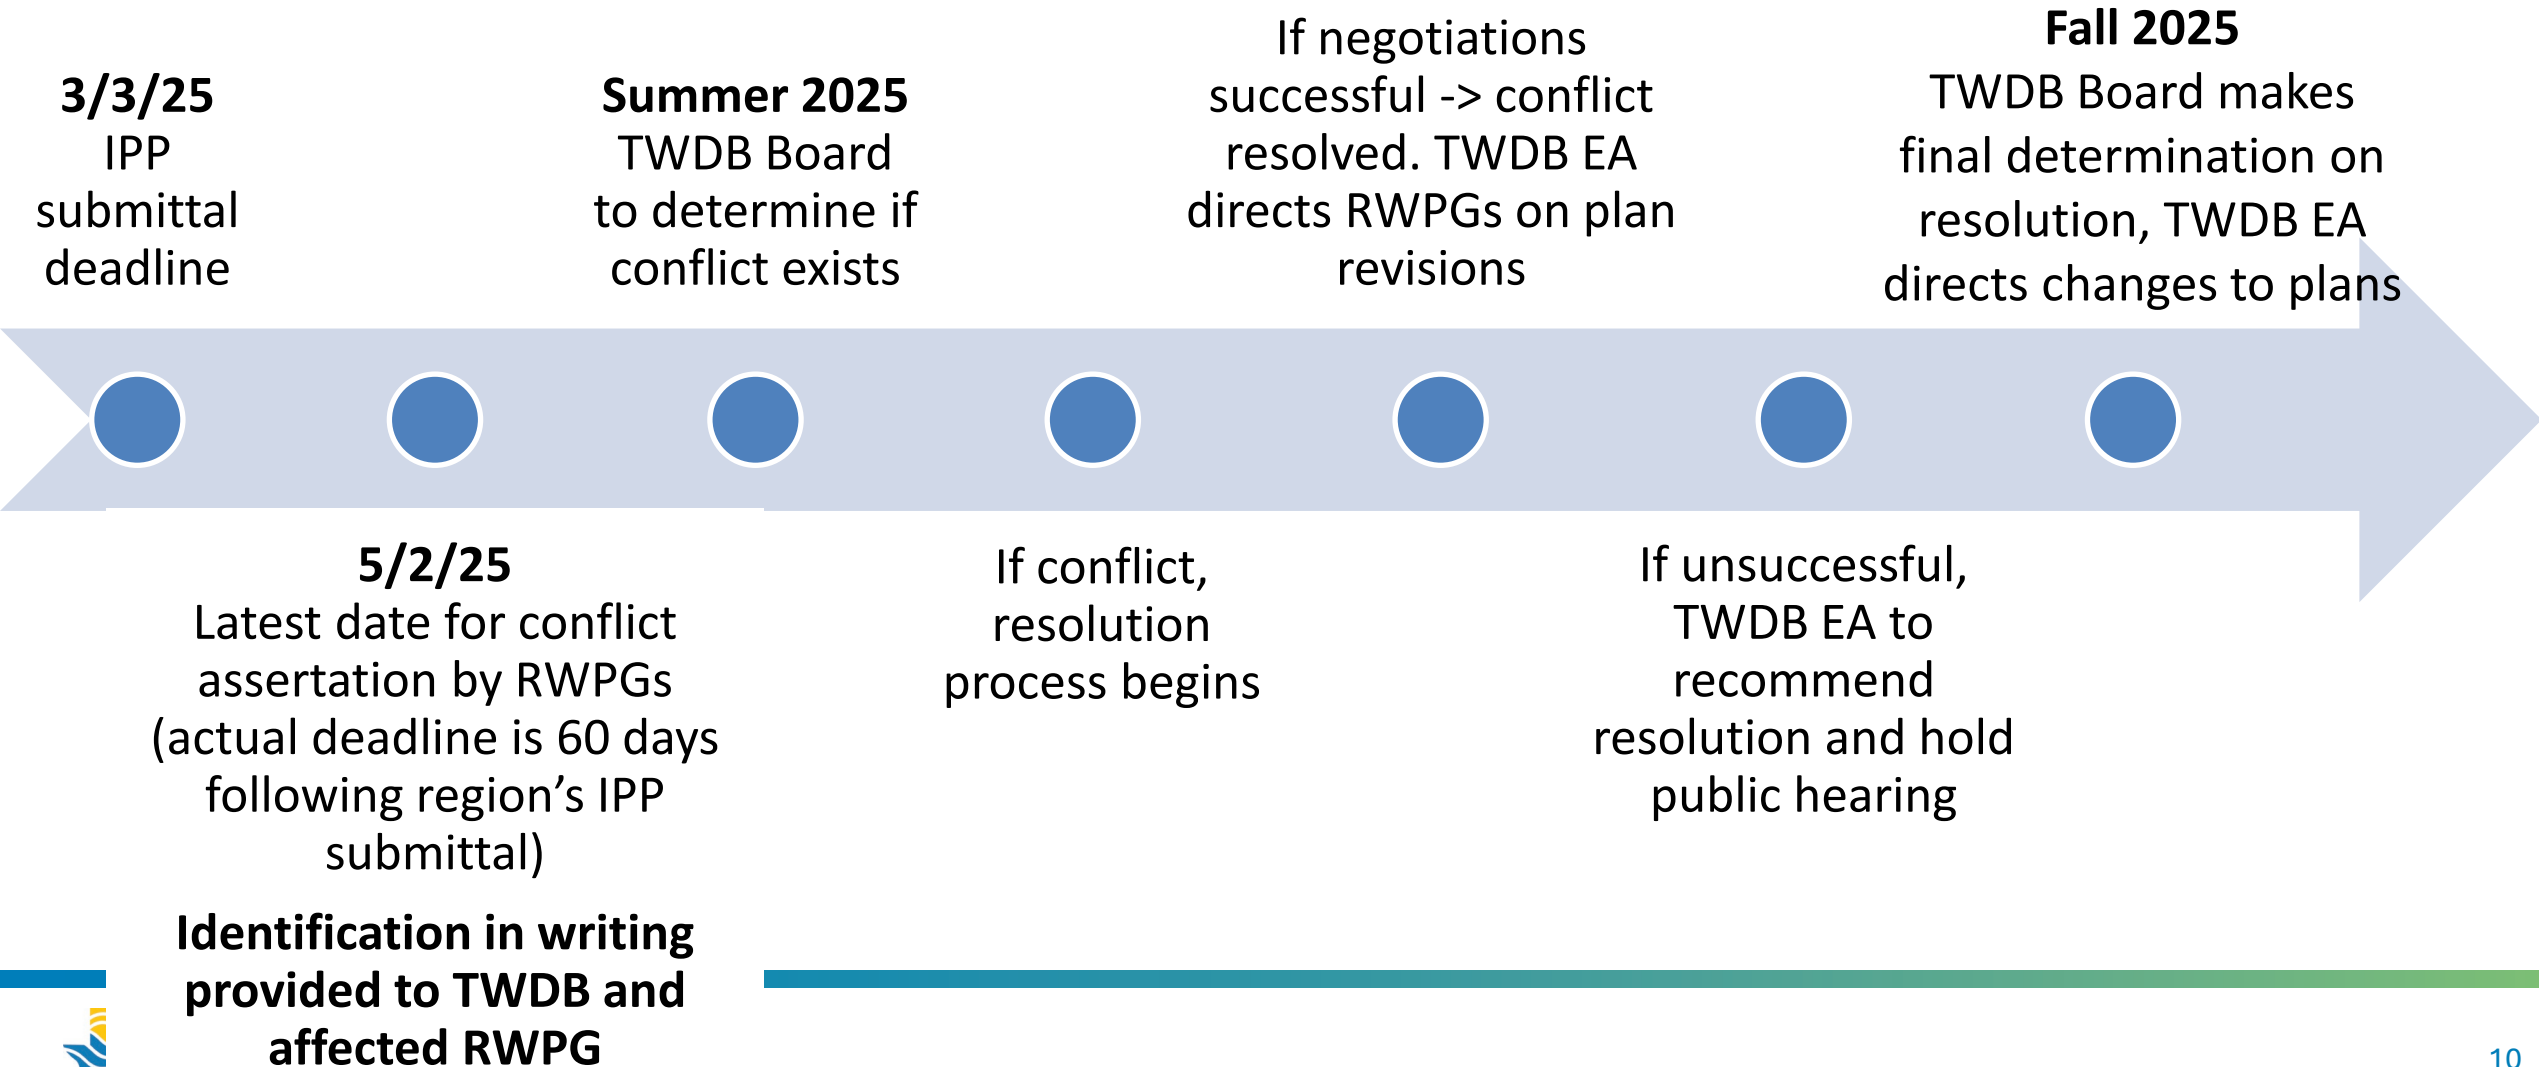 3/3/25
IPP
submittal
deadline
5/2/25
Latest date for conflict
assertation by RWPGs
(actual deadline is 60 days
following region’s IPP
submittal)
Identification in writing
provided to TWDB and
affected RWPG
Summer 2025
TWDB Board
to determine if
conflict exists
If conflict,
resolution
process begins
If negotiations
successful -> conflict
resolved. TWDB EA
directs RWPGs on plan
revisions
If unsuccessful,
TWDB EA to
recommend
resolution and hold
public hearing
Fall 2025
TWDB Board makes
final determination on
resolution, TWDB EA
directs changes to plans
10